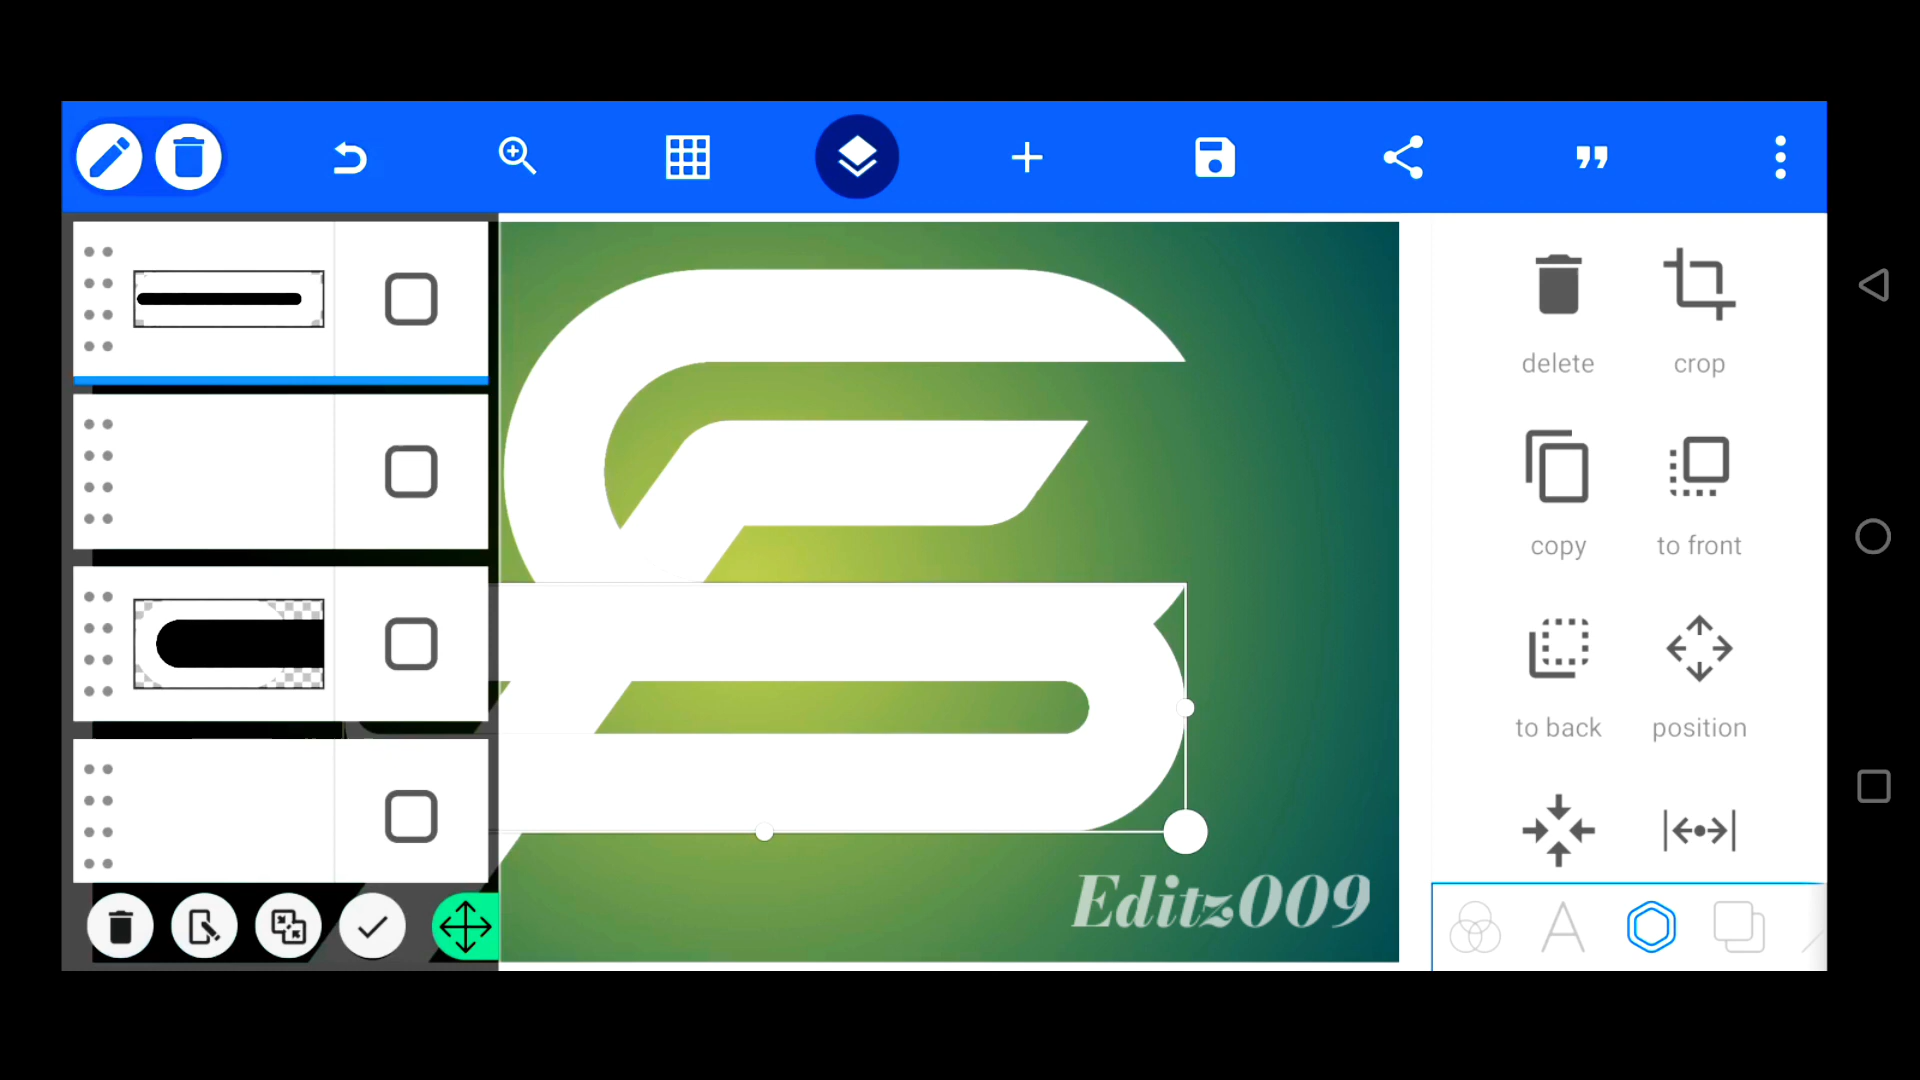 delete
crop
copy
to front
to back
position
Editz009